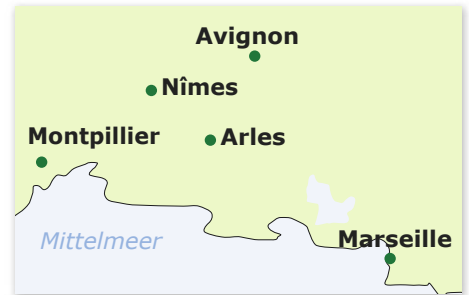 Avignon
Nîmes
Montpillier
Arles
Mittelmeer
Marseille